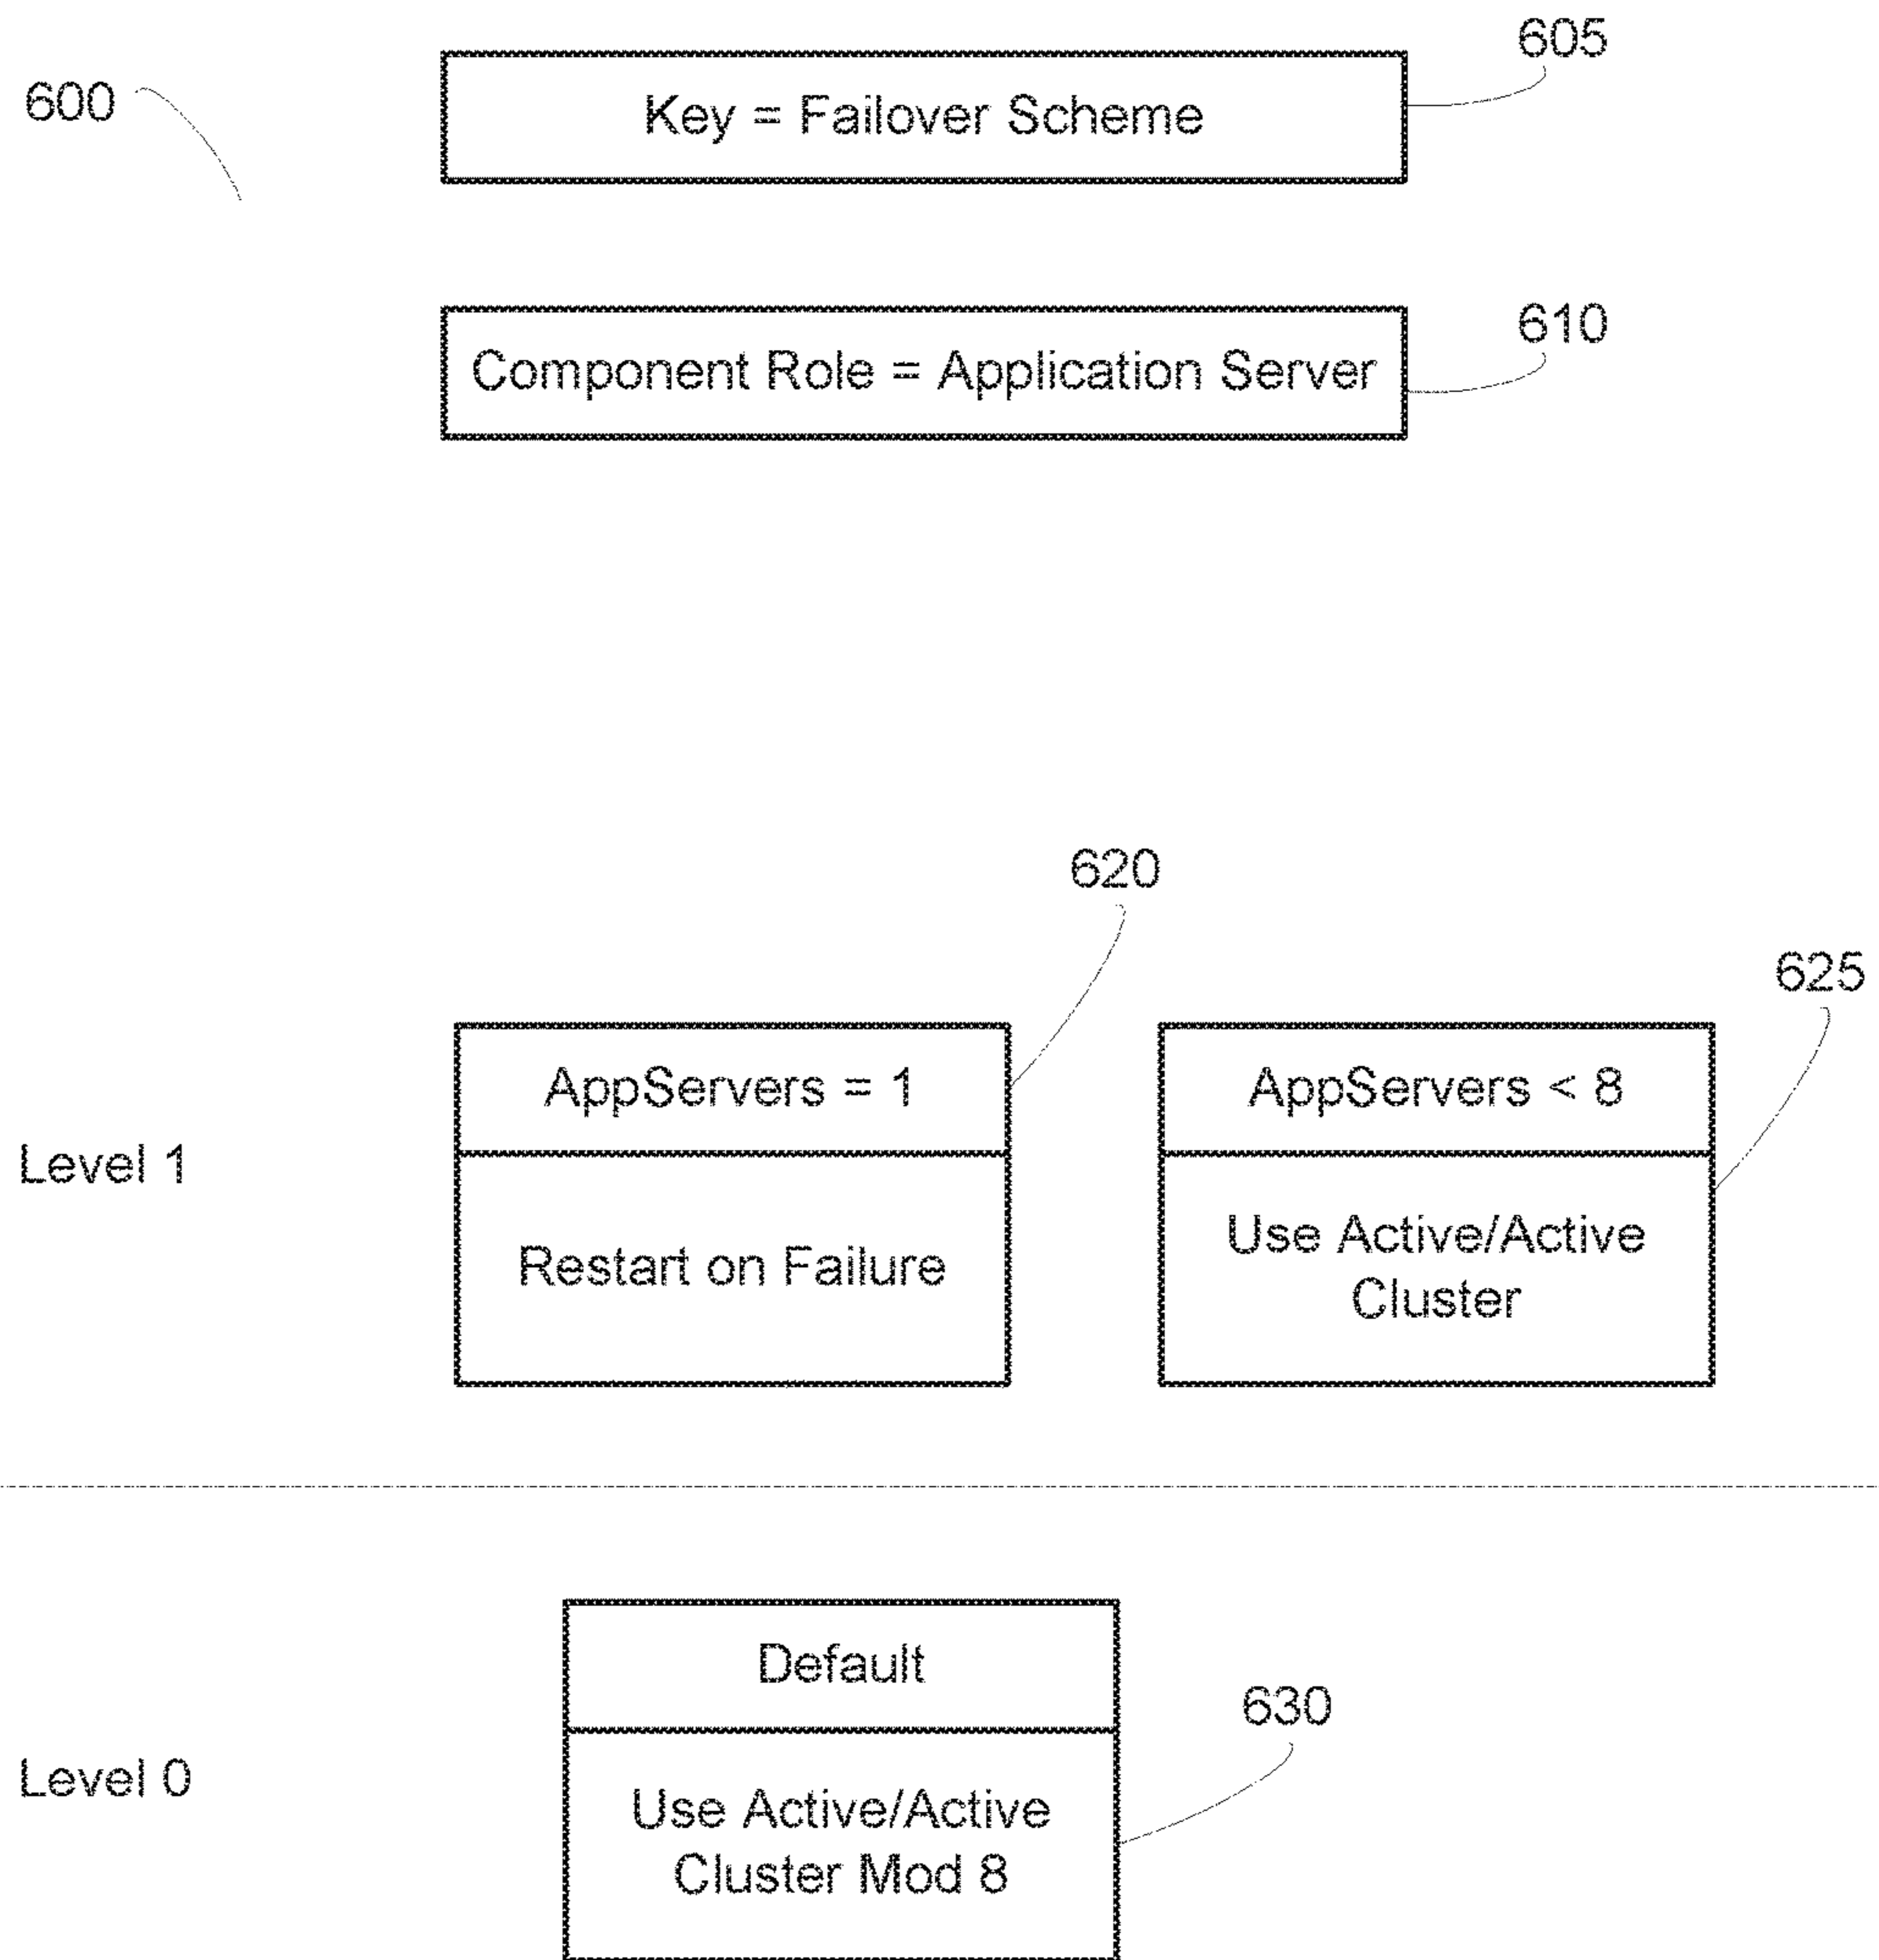 605
600
Key = Failover Scheme
610
Component Role = Application Server
620
625
AppServers = 1
AppServers < 8
Level 1
Restart on Failure
Use Active/Active
Cluster
Default
630
Level 0
Use Active/Active
Cluster Mod 8